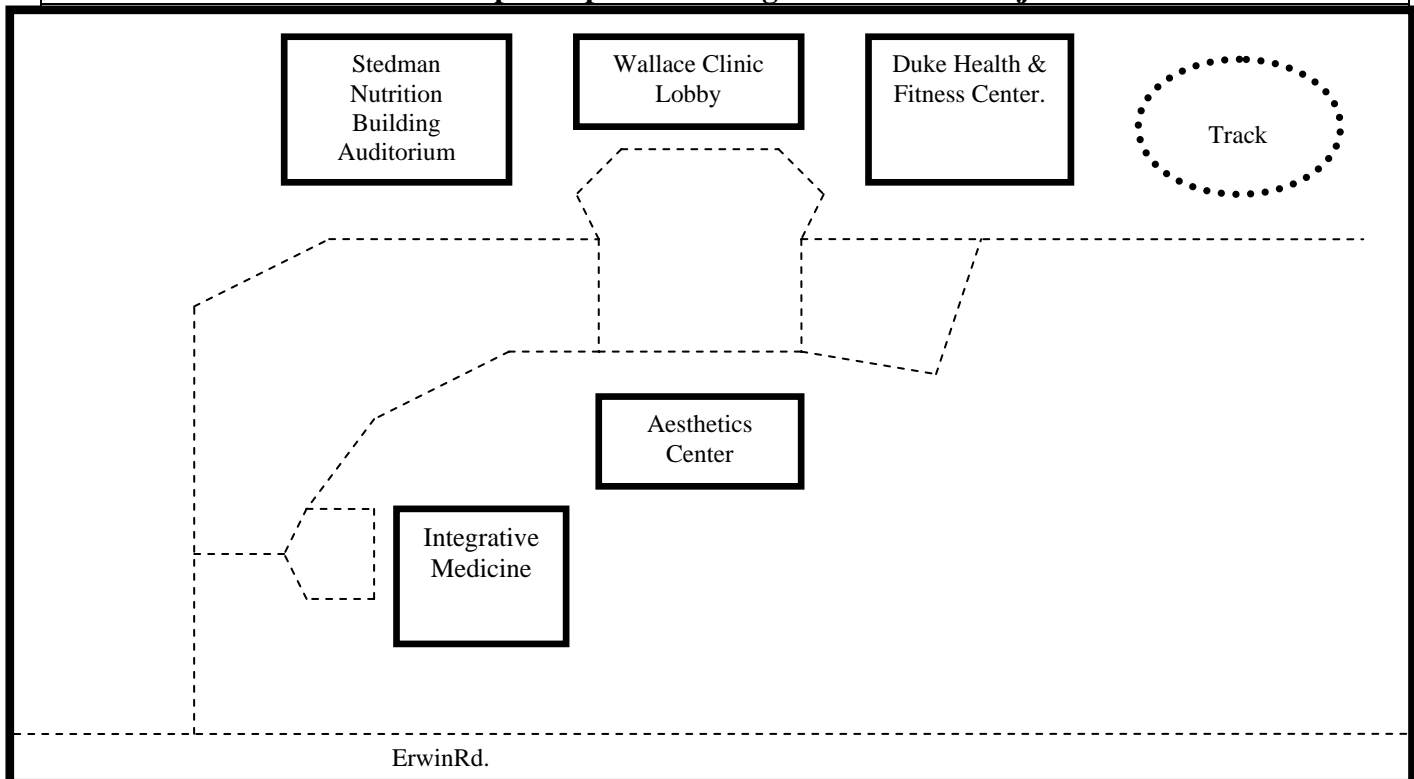 Stedman
Nutrition
Building
Auditorium
Wallace Clinic
Lobby
Duke Health &
Fitness Center.
Track
Aesthetics
Center
Integrative
Medicine
ErwinRd.